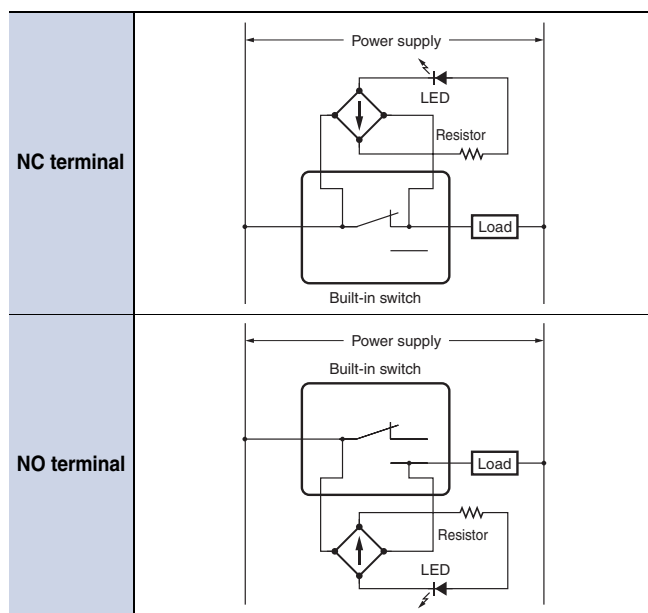 NC terminal
Power supply
LED
Resistor
Load
Built-in switch
NO terminal
Power supply
Built-in switch
Load
Resistor
LED